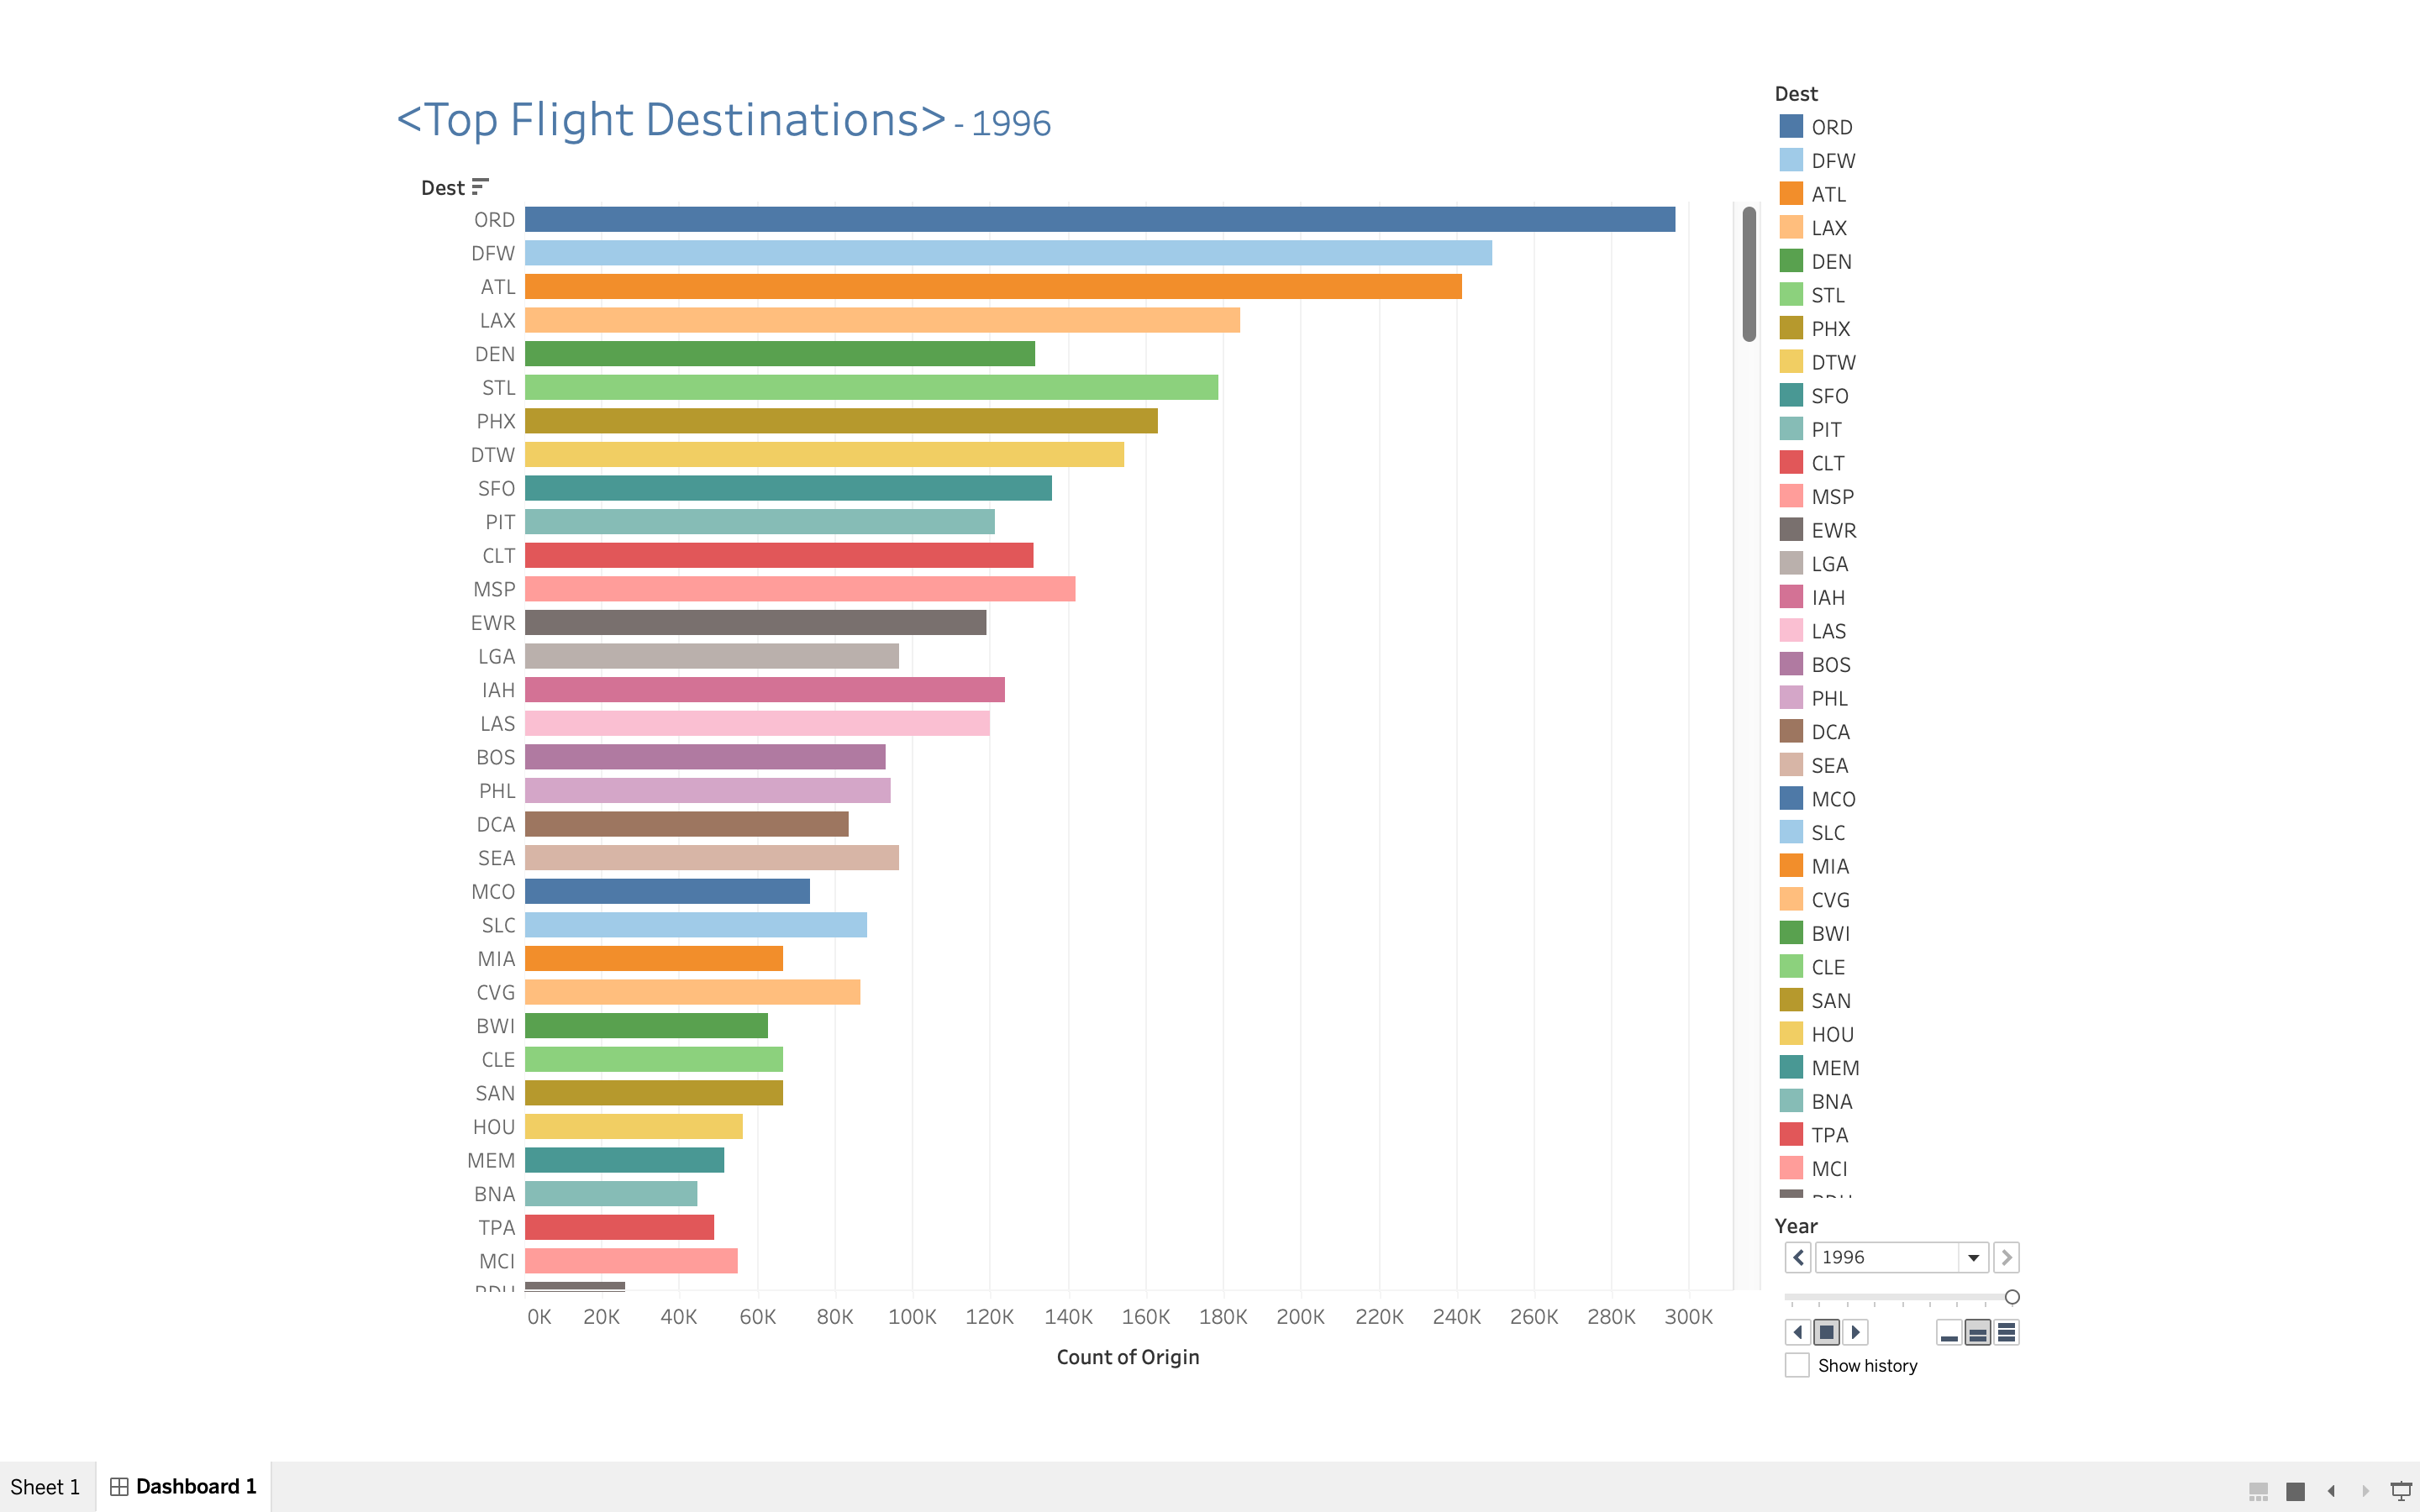 <Top Flight Destinations> - 1996
Dest
ORD
DFW
ATL
LAX
DEN
STL
PHX
DTW
SFO
PIT
CLT
MSP
EWR
LGA
IAH
LAS
BOS
PHL
DCA
SEA
MCO
SLC
MIA
CVG
BWI
CLE
SAN
HOU
MEM
BNA
TPA
MCI
0K 20K 40K 60K 80K 100K 120K 140K 160K 180K 200K 220K 240K 260K 280K 300K
Count of Origin
Dest
ORD
DFW
ATL
LAX
DEN
STL
PHX
DTW
SFO
PIT
CLT
MSP
EWR
LGA
IAH
LAS
BOS
PHL
DCA
SEA
MCO
SLC
MIA
CVG
BWI
CLE
SAN
HOU
MEM
BNA
TPA
MCI
Year
1996
Show history
Sheet 1 Dashboard 1